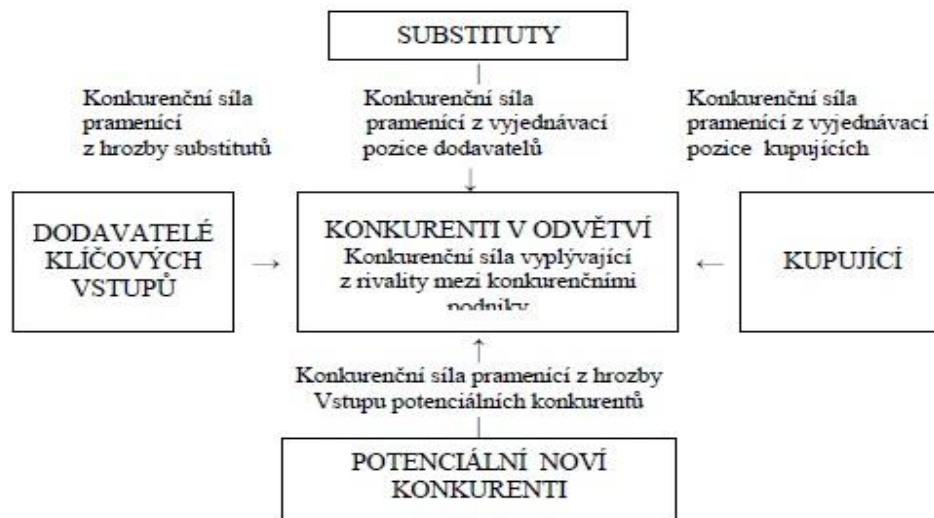 SUBSTITUTY
Konkurenční síla
pramenící
z hrozby substitutů
Konkurenční síla
pramenící z vyjednávací
pozice dodavatelů
Konkurenční síla
pramenící z vyjednávací
pozice kupujících
DODAVATELÉ
KLÍČOVÝCH
VSTUPŮ
KONKURENTI V ODVĚTVÍ
Konkurenční síla vyplývající
z rivality mezi konkurenčními
podniky
KUPUJÍCÍ
Konkurenční síla pramenící z hrozby
Vstupu potenciálních konkurentů
POTENCIÁLNÍ NOVÍ
KONKURENTI